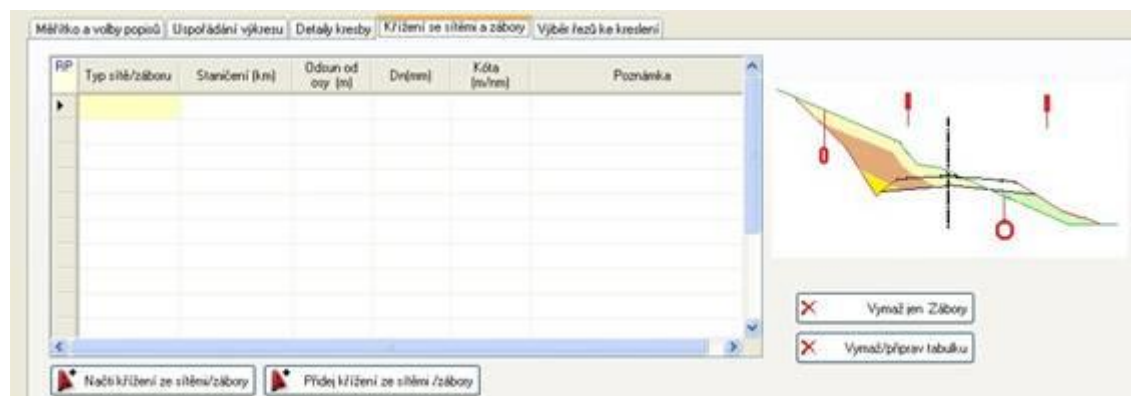 Měřítko a volby popisů Uspořádání výkresu Detaily kresby Křížení se sítěmi a zábory Výběr řezů ke kreslení
RP Typ sítě/záboru Staničení (km) Odsun od osy (m) Dn(mm) Kóta (m/nm) Poznámka
Vymaž jen Zábory
Vymaž/připrav tabulku
Načti křížení ze sítěmi/zábory Přidej křížení ze sítěmi /zábory